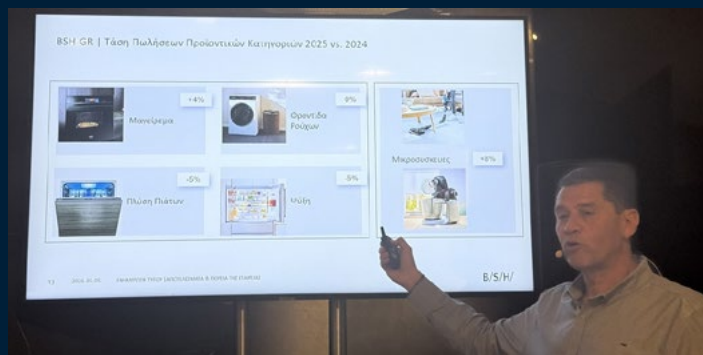 BSH GR | Τάση Πωλήσεων Προϊοντικών Κατηγοριών 2025 vs. 2024
+4%
Μαγείρεμα
0%
Φροντίδα
Ρούχων
-5%
Πλύση Πιάτων
-5%
Ψύξη
Μικροσυσκευές
+8%
B/S/H/